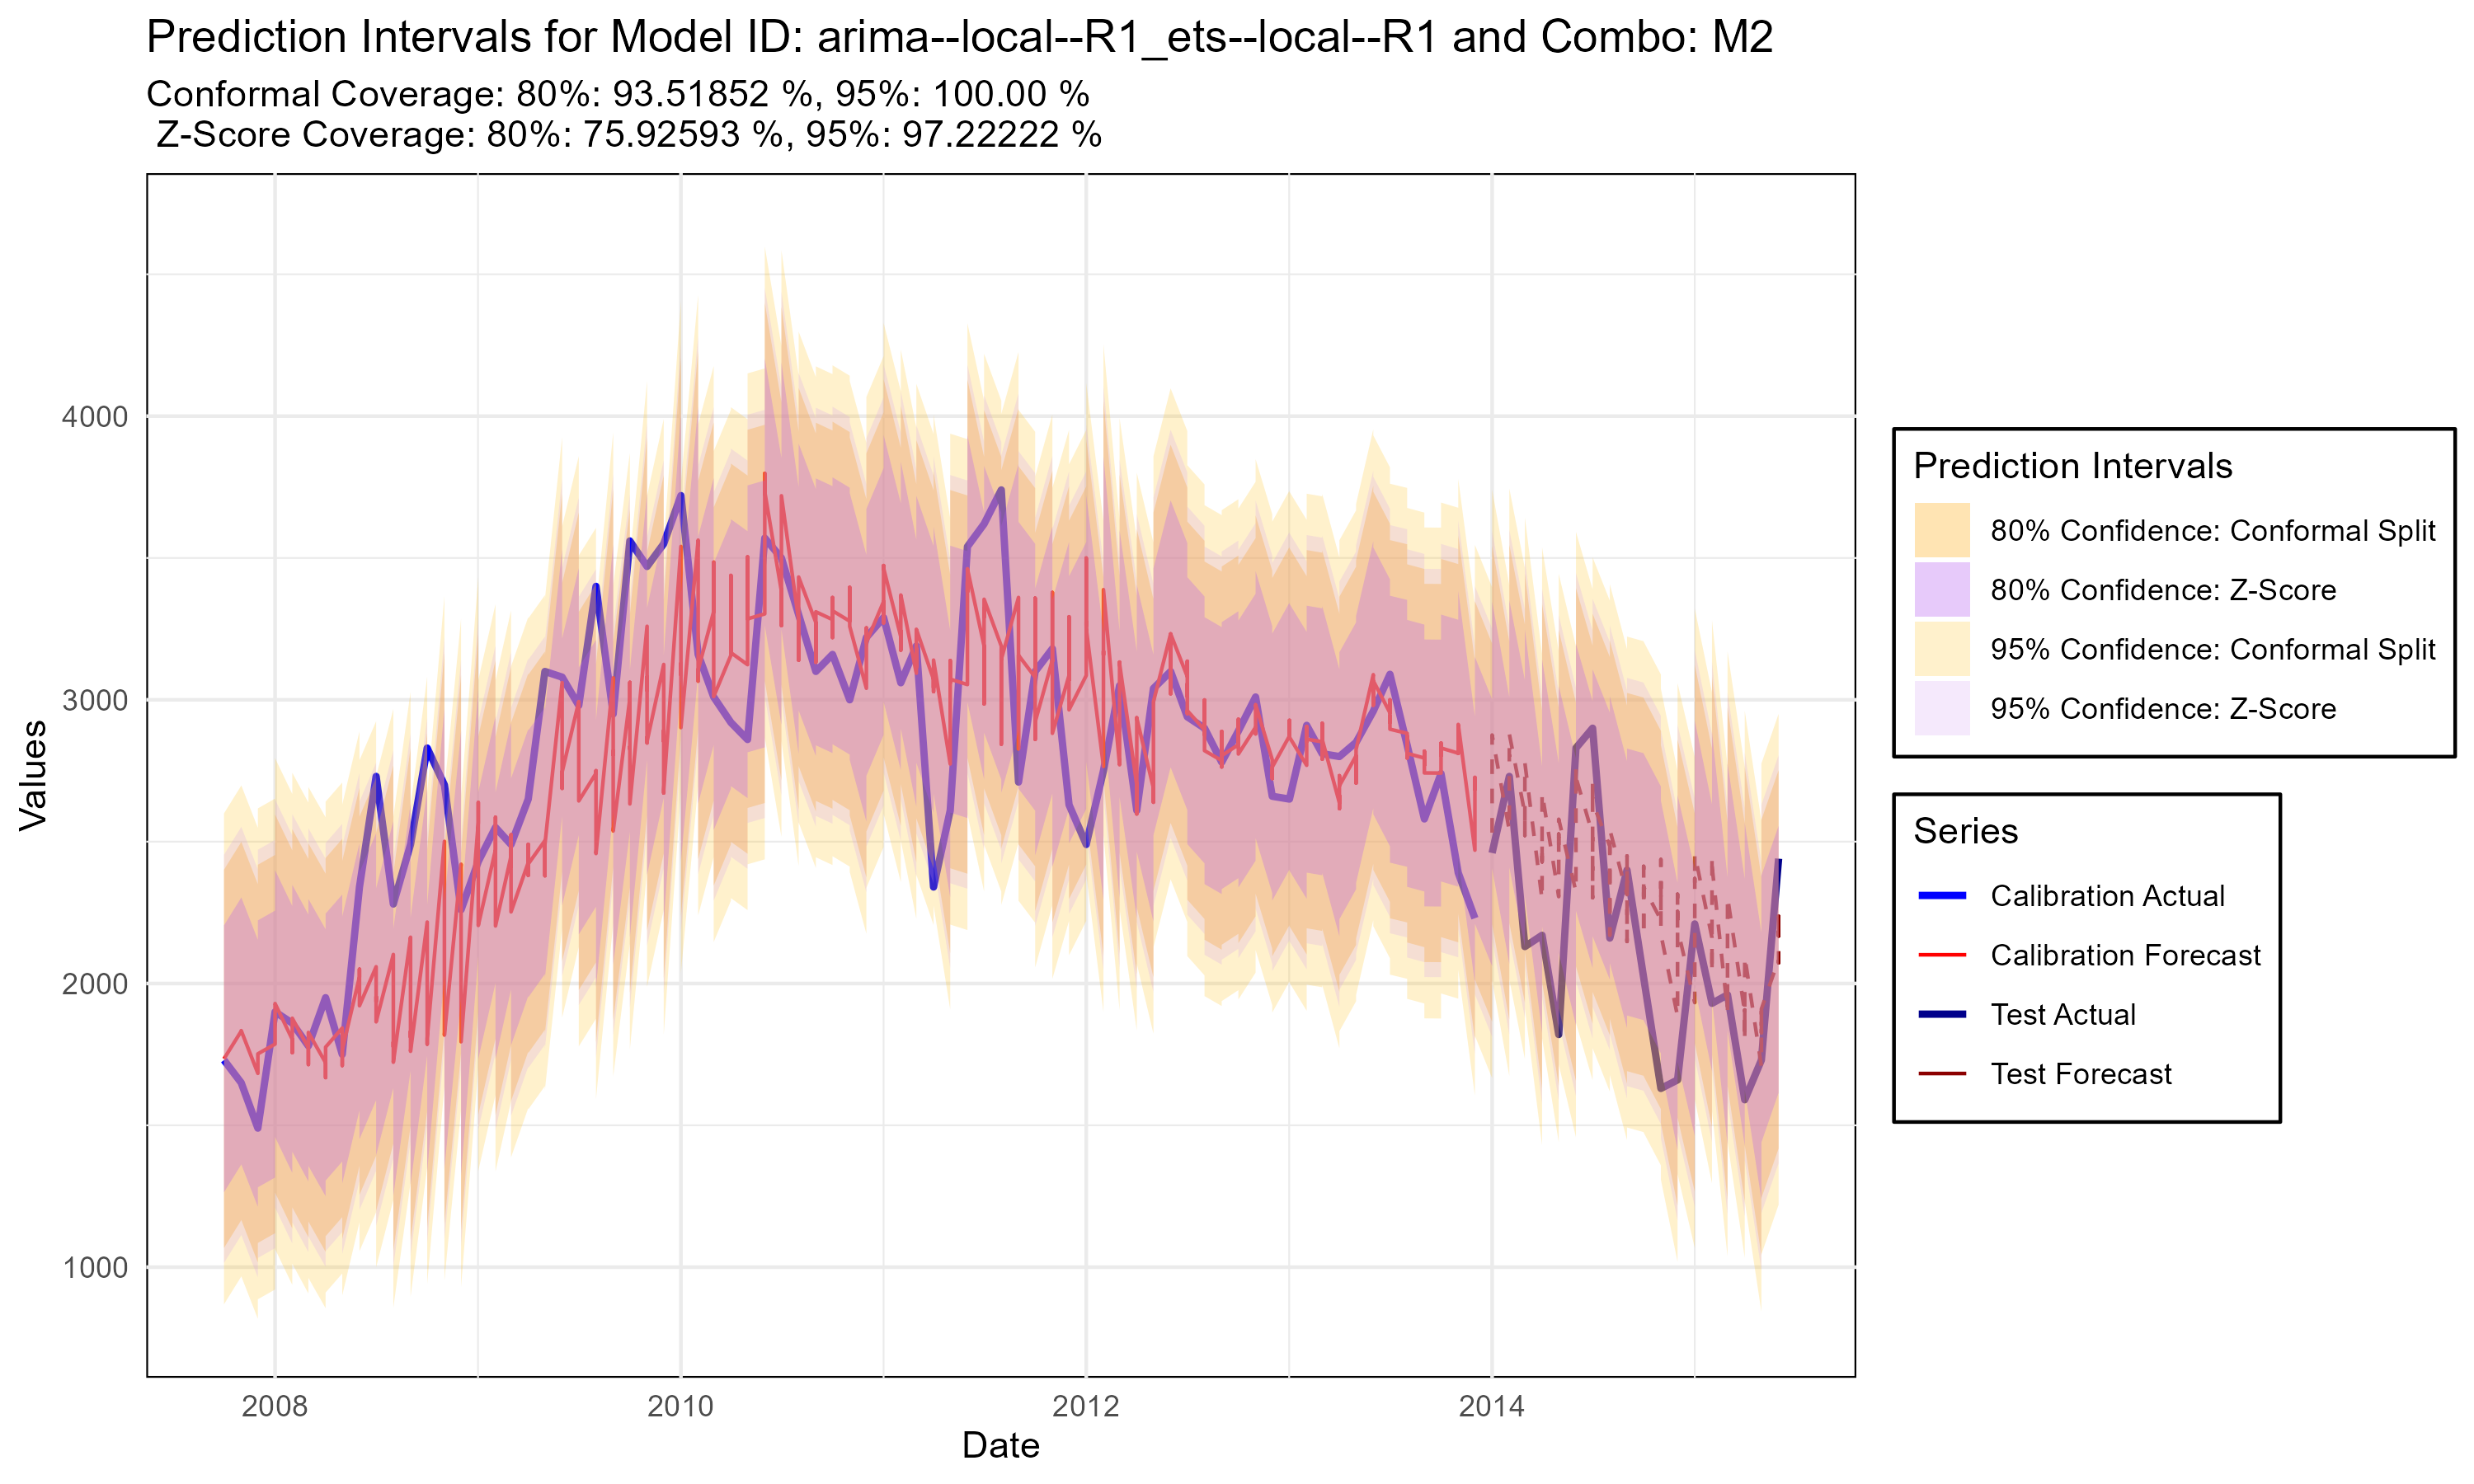 Prediction Intervals for Model ID: arima--local--R1_ets--local--R1 and Combo: M2
Conformal Coverage: 80%: 93.51852 %, 95%: 100.00 %
Z-Score Coverage: 80%: 75.92593 %, 95%: 97.22222 %
Values
4000
3000
2000
1000
2008
2010
2012
2014
Date
Prediction Intervals
80% Confidence: Conformal Split
80% Confidence: Z-Score
95% Confidence: Conformal Split
95% Confidence: Z-Score
Series
Calibration Actual
Calibration Forecast
Test Actual
Test Forecast